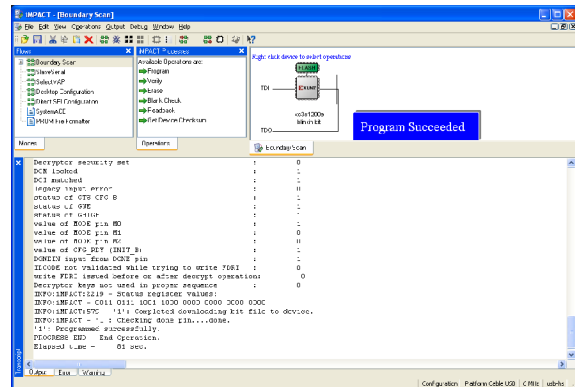 iMPACT - [Boundary Scan]
File Edit View Operations Output Debug Window Help
Flows
iMPACT Processes
Boundary Scan
SlaveSerial
SelectMAP
Desktop Configuration
Direct SPI Configuration
SystemACE
PROM File Formatter
Modes
Available Operations are:
Program
Verify
Erase
Blank Check
Readback
Get Device Checksum
Operations
Right click device to select operations
FLASH
TDI
XILINX
TDO
Program Succeeded
Boundary Scan
Decryptor security set : 0
DCM locked : 1
DCI matched : 1
legacy input error : 0
status of GTS_CFG_B : 1
status of GWE : 1
status of GHIGH : 1
value of MODE pin M0 : 1
value of MODE pin M1 : 0
value of MODE pin M2 : 0
value of CFG_RDY (INIT_B) : 1
DONEIN input from DONE pin : 1
IDCODE not validated while trying to write FDRI : 0
write FDRI issued before or after decrypt operation: 0
Decryptor keys not used in proper sequence : 0
INFO:iMPACT:2219 - Status register values:
INFO:iMPACT - 0011 0111 1001 1000 0000 0000 0000 0000
INFO:iMPACT:579 - '1': Completed downloading bit file to device.
INFO:iMPACT - '1': Checking done pin....done.
'1': Programmed successfully.
PROGRESS_END - End Operation.
Elapsed time = 81 sec.
Transcript
Output Error Warning
Configuration Platform Cable USB 6 MHz usb-hs